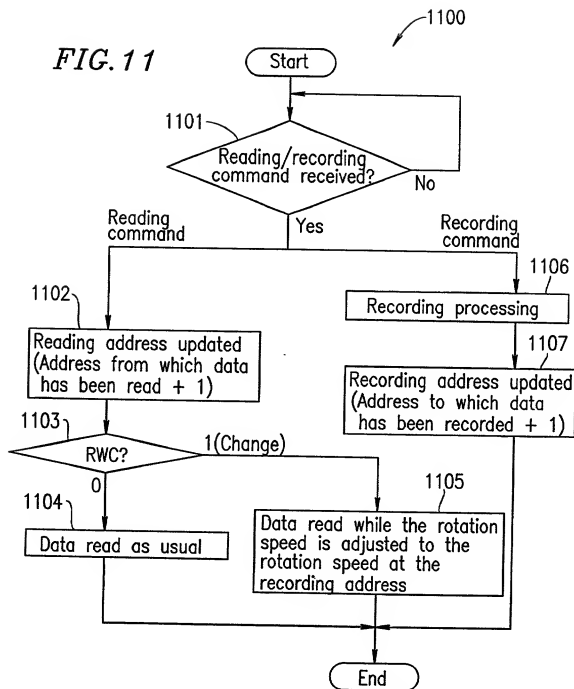 1100
FIG. 11
Start
1101
Reading/recording
command received?
No
Yes
Reading
command
Recording
command
1102
Reading address updated
(Address from which data
has been read + 1)
1106
Recording processing
1107
Recording address updated
(Address to which data
has been recorded + 1)
1103
RWC?
1(Change)
0
1104
Data read as usual
1105
Data read while the rotation
speed is adjusted to the
rotation speed at the
recording address
End